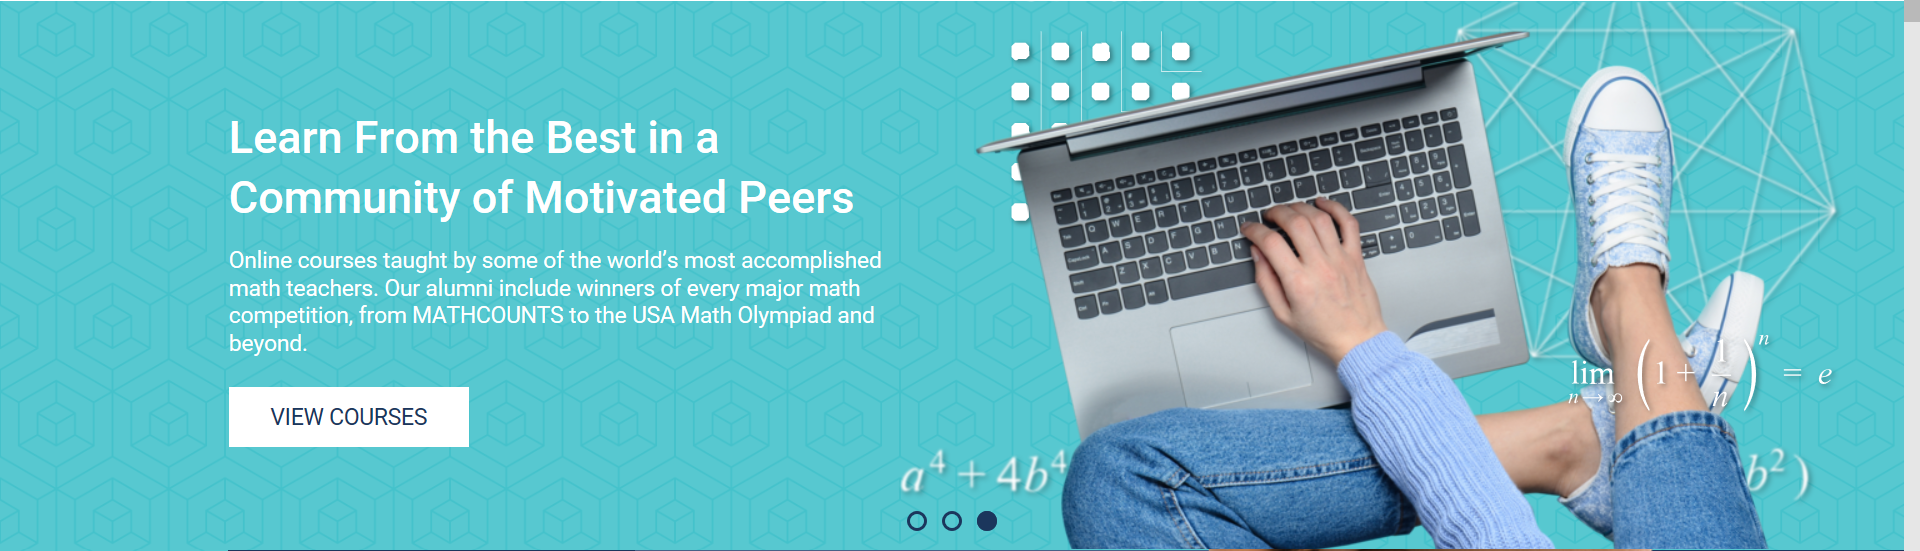 Learn From the Best in a
Community of Motivated Peers
Online courses taught by some of the world's most accomplished
math teachers. Our alumni include winners of every major math
competition, from MATHCOUNTS to the USA Math Olympiad and
beyond.
VIEW COURSES
lim n→∞ (1 + 1/n)^n = e
a⁴ + 4b⁴
b²)